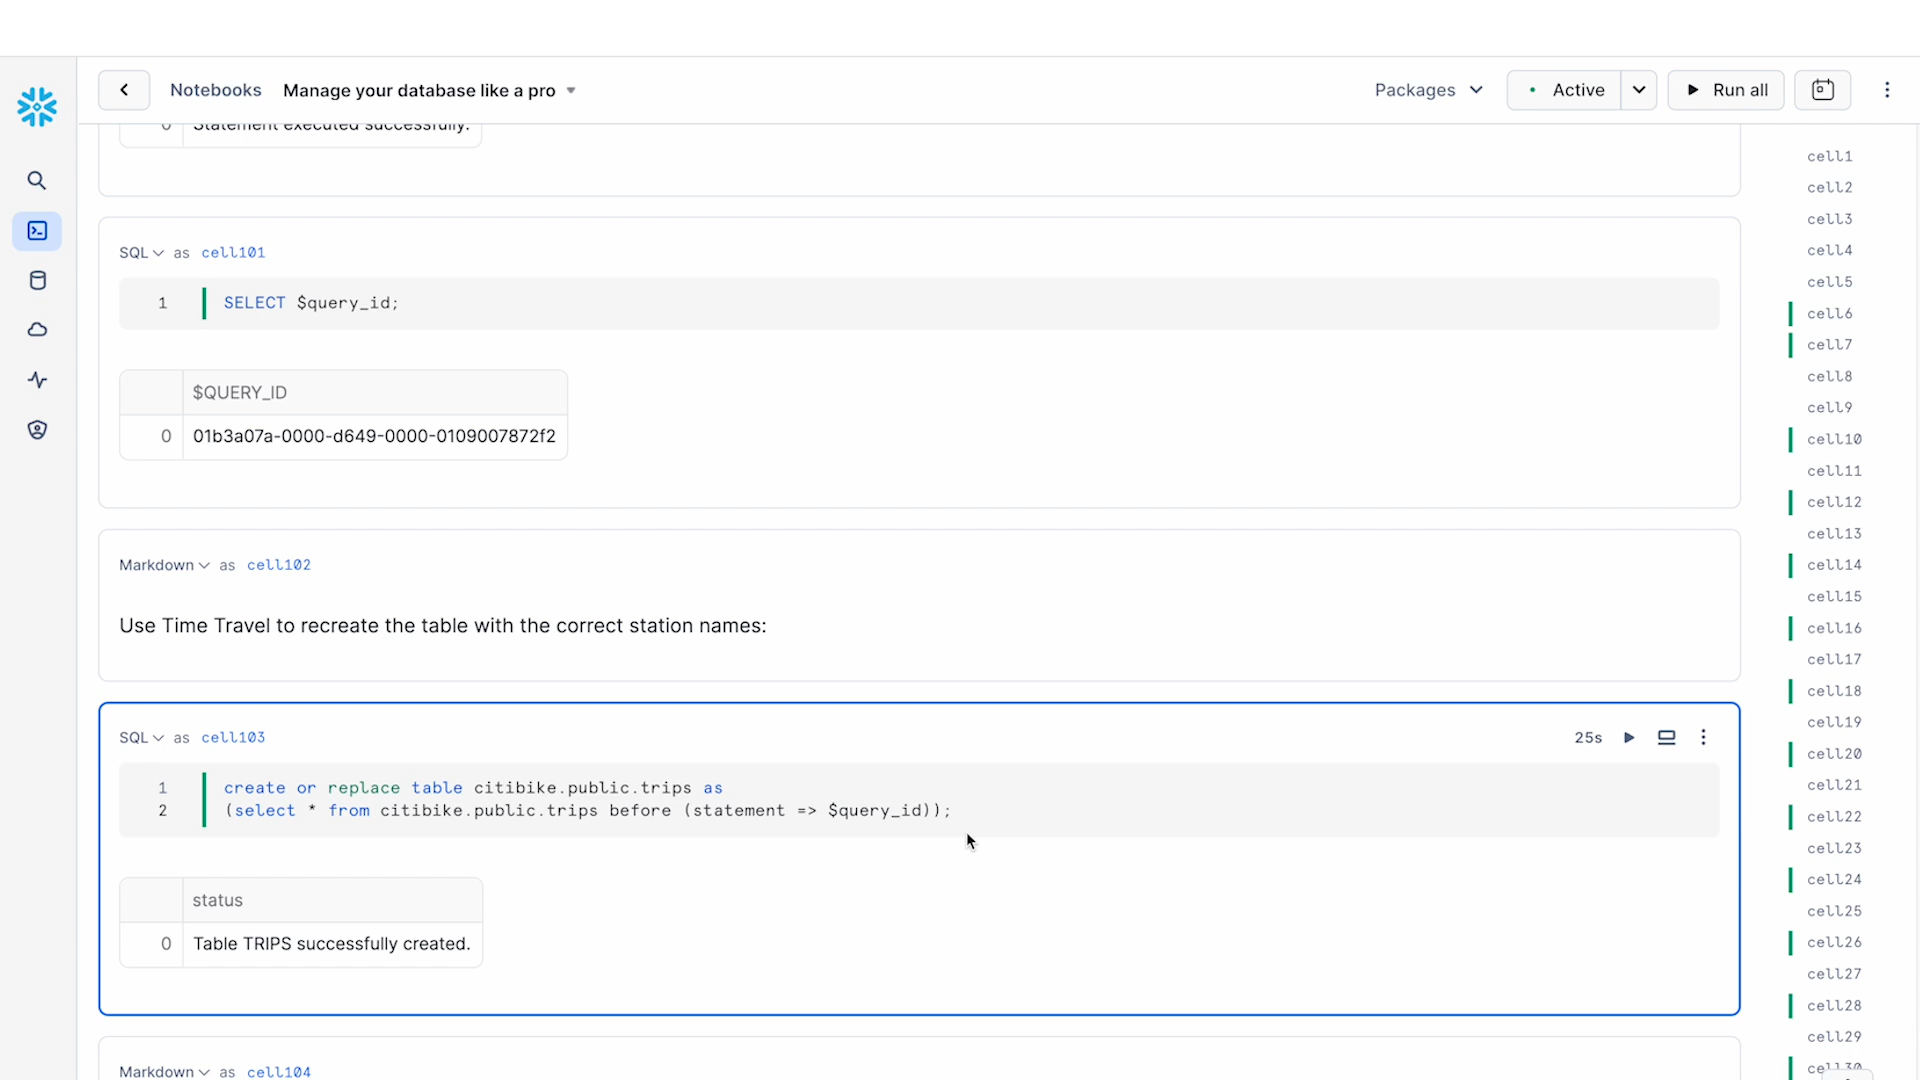 Notebooks Manage your database like a pro
Packages Active Run all
0 Statement executed successfully.
SQL as cell101
1 SELECT $query_id;
$QUERY_ID
0 01b3a07a-0000-d649-0000-0109007872f2
Markdown as cell102
Use Time Travel to recreate the table with the correct station names:
SQL as cell103
25s
1 create or replace table citibike.public.trips as
2 (select * from citibike.public.trips before (statement => $query_id));
status
0 Table TRIPS successfully created.
Markdown as cell104
cell1
cell2
cell3
cell4
cell5
cell6
cell7
cell8
cell9
cell10
cell11
cell12
cell13
cell14
cell15
cell16
cell17
cell18
cell19
cell20
cell21
cell22
cell23
cell24
cell25
cell26
cell27
cell28
cell29
cell30